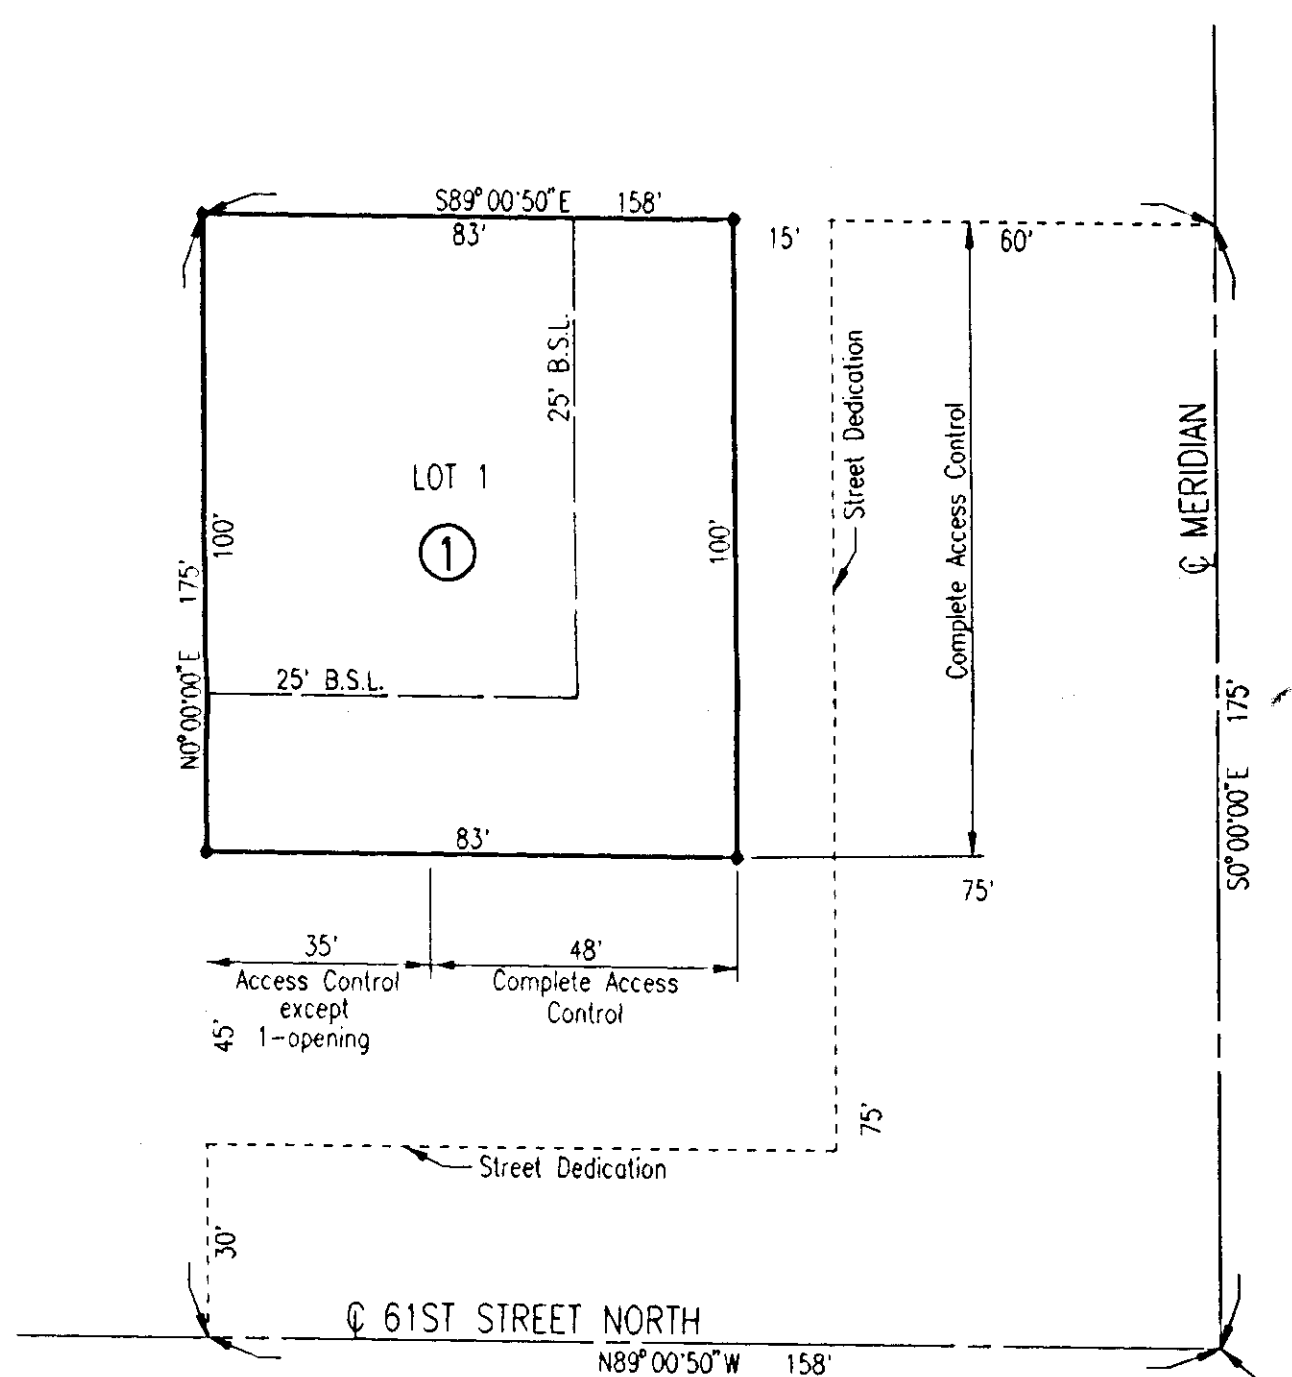 S89°00'50"E 158'
83'
15'
60'
25' B.S.L.
Street Dedication
Complete Access Control
℄ MERIDIAN
LOT 1
1
100'
100'
N0°00'00"E 175'
25' B.S.L.
S0°00'00"E 175'
83'
75'
35'
48'
Access Control
except
1-opening
Complete Access
Control
45'
75'
Street Dedication
30'
℄ 61ST STREET NORTH
N89°00'50"W 158'